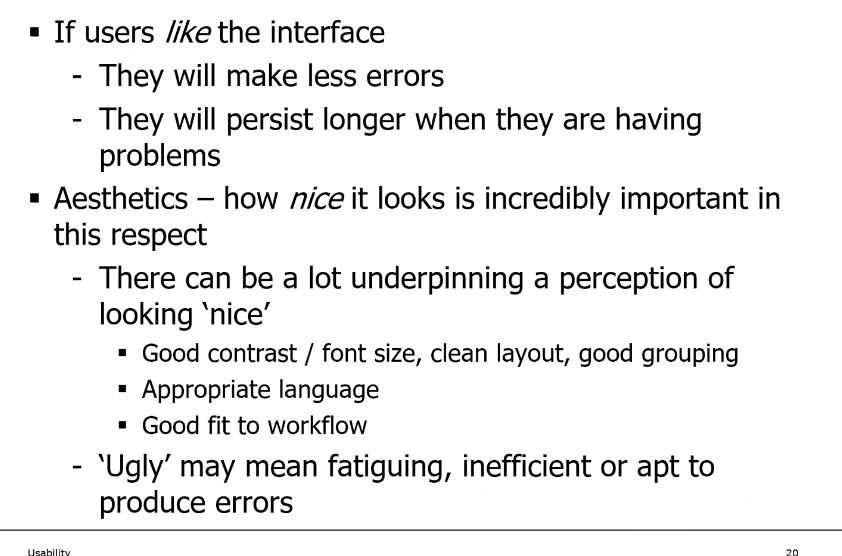 ▪ If users like the interface
- They will make less errors
- They will persist longer when they are having
problems
▪ Aesthetics – how nice it looks is incredibly important in
this respect
- There can be a lot underpinning a perception of
looking ‘nice’
▪ Good contrast / font size, clean layout, good grouping
▪ Appropriate language
▪ Good fit to workflow
- ‘Ugly’ may mean fatiguing, inefficient or apt to
produce errors
Usability 20